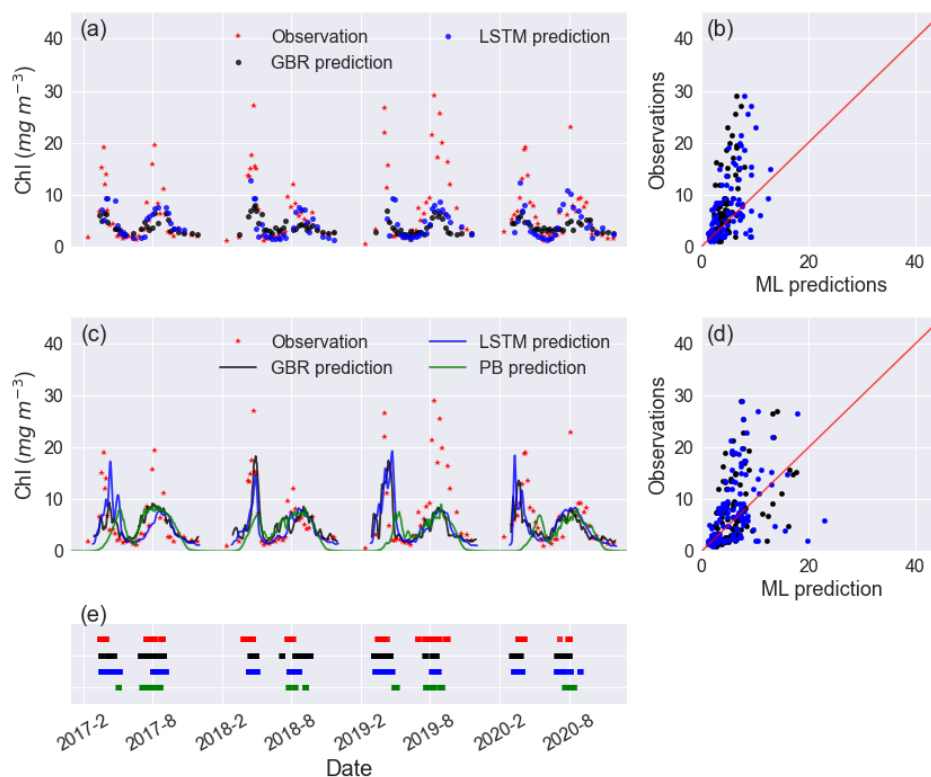 (a)
Observation
LSTM prediction
GBR prediction
Chl (mg m−3)
40
30
20
10
0
(b)
Observations
40
30
20
10
0
0 20 40
ML predictions
(c)
Observation
LSTM prediction
GBR prediction
PB prediction
Chl (mg m−3)
40
30
20
10
0
(d)
Observations
40
30
20
10
0
0 20 40
ML prediction
(e)
2017-2 2017-8 2018-2 2018-8 2019-2 2019-8 2020-2 2020-8
Date